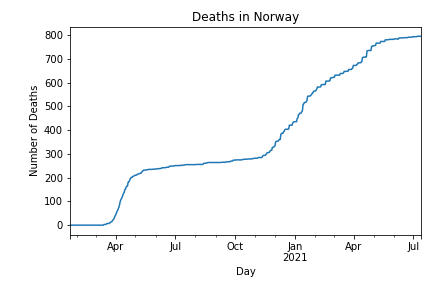 Deaths in Norway
Number of Deaths
800
700
600
500
400
300
200
100
0
Apr
Jul
Oct
Jan
2021
Apr
Jul
Day